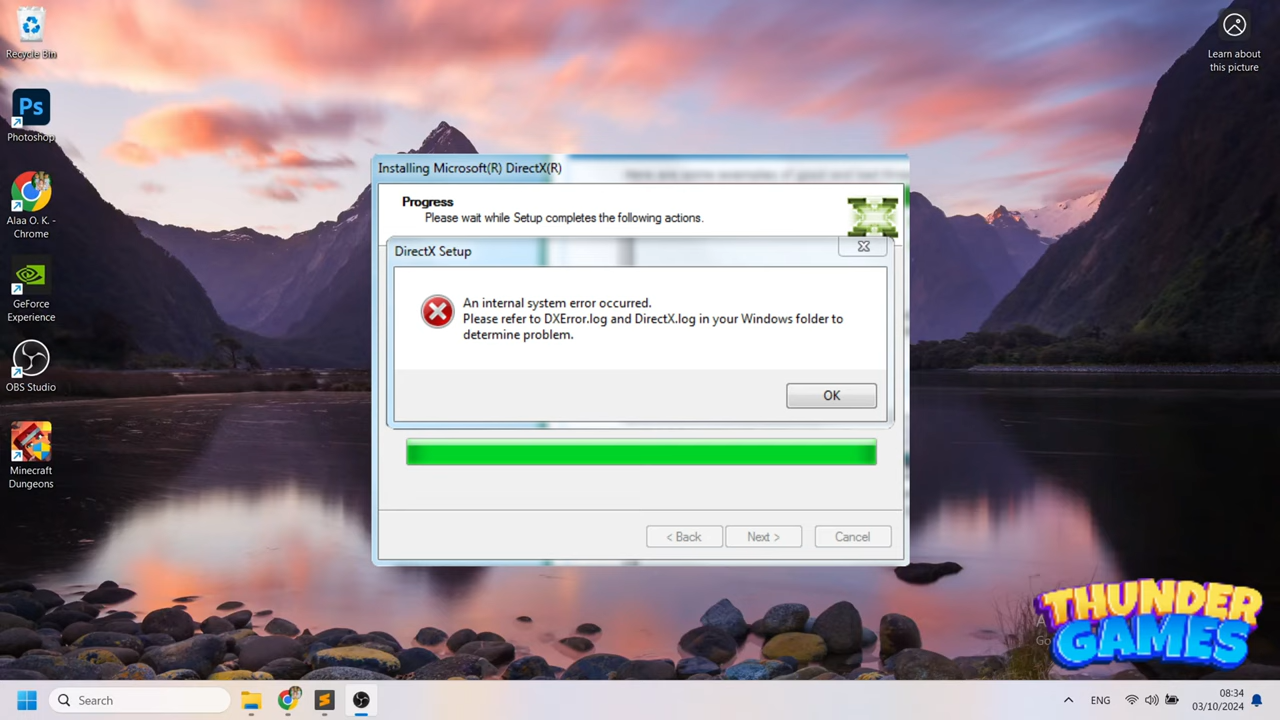 Recycle Bin
Learn about
this picture
Ps
Photoshop
Alaa O. K. -
Chrome
GeForce
Experience
OBS Studio
Minecraft
Dungeons
Installing Microsoft(R) DirectX(R)
Progress
Please wait while Setup completes the following actions.
DirectX Setup
An internal system error occurred.
Please refer to DXError.log and DirectX.log in your Windows folder to
determine problem.
OK
< Back
Next >
Cancel
THUNDER
GAMES
Search
ENG
08:34
03/10/2024